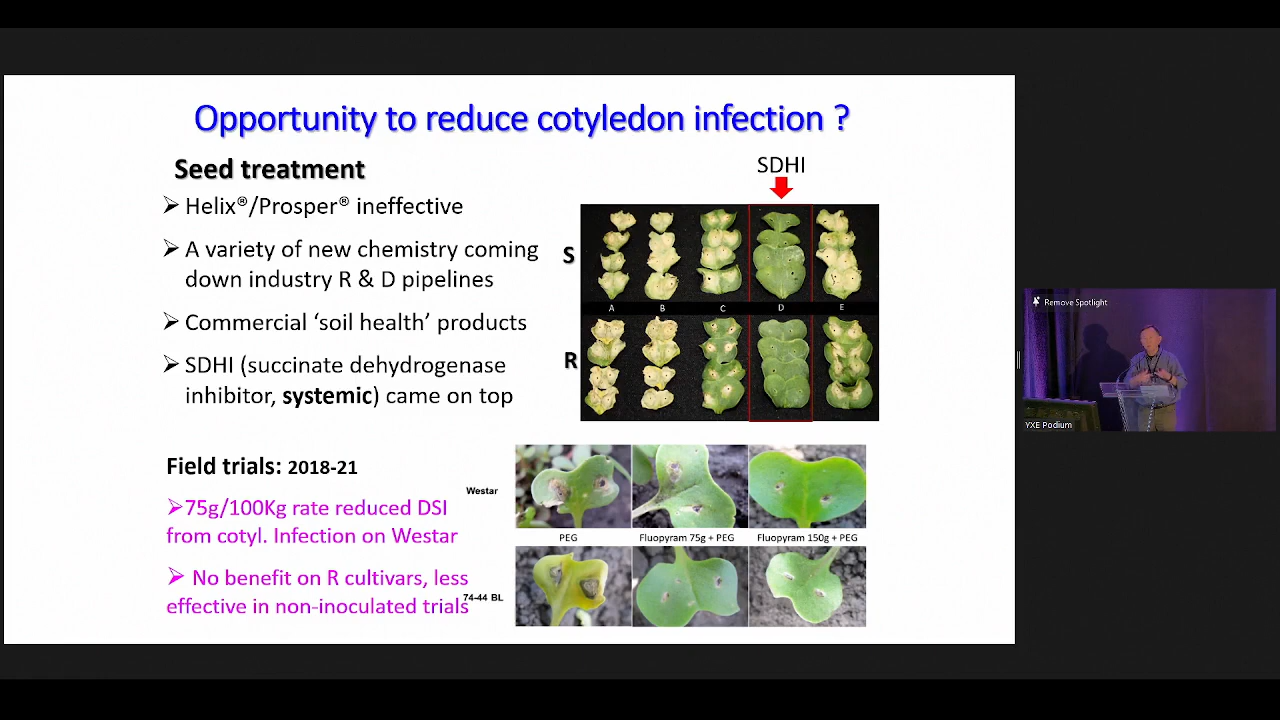 Opportunity to reduce cotyledon infection ?
Seed treatment
➢ Helix®/Prosper® ineffective
➢ A variety of new chemistry coming
down industry R & D pipelines
➢ Commercial ‘soil health’ products
➢ SDHI (succinate dehydrogenase
inhibitor, systemic) came on top
SDHI
S
A B C D E
R
Field trials: 2018-21
➢75g/100Kg rate reduced DSI
from cotyl. Infection on Westar
➢ No benefit on R cultivars, less
effective in non-inoculated trials
Westar
PEG Fluopyram 75g + PEG Fluopyram 150g + PEG
74-44 BL
Remove Spotlight
YXE Podium